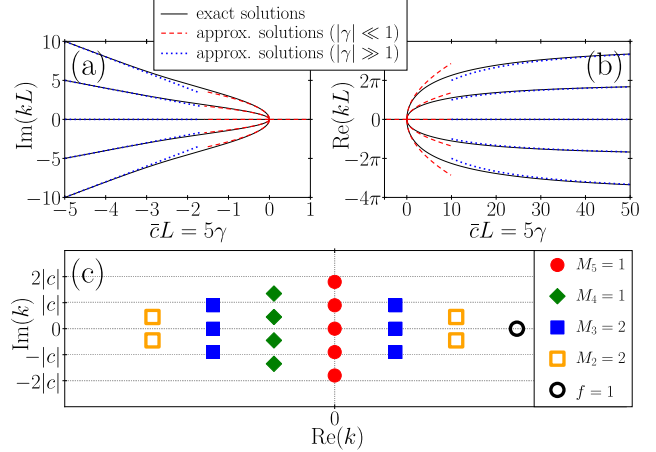 exact solutions
approx. solutions (|γ| ≪ 1)
approx. solutions (|γ| ≫ 1)
(a)
Im(kL)
10
5
0
−5
−10
−5 −4 −3 −2 −1 0 1
c̄L = 5γ
(b)
Re(kL)
4π
2π
0
−2π
−4π
0 10 20 30 40 50
c̄L = 5γ
(c)
Im(k)
2|c|
|c|
0
−|c|
−2|c|
0
Re(k)
M₅ = 1
M₄ = 1
M₃ = 2
M₂ = 2
f = 1